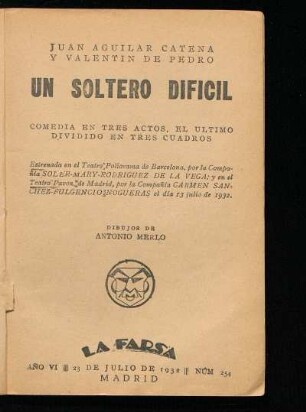 JUAN AGUILAR CATENA
Y VALENTIN DE PEDRO
UN SOLTERO DIFICIL
COMEDIA EN TRES ACTOS, EL ULTIMO
DIVIDIDO EN TRES CUADROS
Estrenada en el Teatro Poliorama de Barcelona, por la Compa-
ñía SOLER-MARY-RODRIGUEZ DE LA VEGA; y en el
Teatro Pavon, de Madrid, por la Compañía CARMEN SAN-
CHEZ-FULGENCIO NOGUERAS el día 15 julio de 1932.
DIBUJOS DE
ANTONIO MERLO
LA FARSA
AÑO VI 23 DE JULIO DE 1932 NÚM 254
MADRID